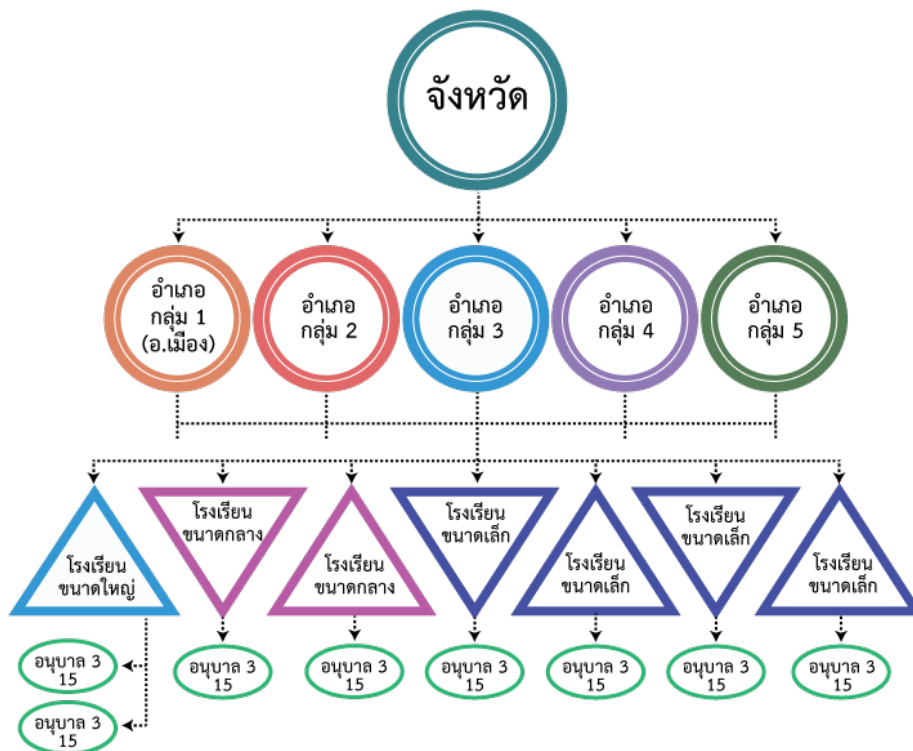 จังหวัด
อำเภอ
กลุ่ม 1
(อ.เมือง)
อำเภอ
กลุ่ม 2
อำเภอ
กลุ่ม 3
อำเภอ
กลุ่ม 4
อำเภอ
กลุ่ม 5
โรงเรียน
ขนาดใหญ่
โรงเรียน
ขนาดกลาง
โรงเรียน
ขนาดกลาง
โรงเรียน
ขนาดเล็ก
โรงเรียน
ขนาดเล็ก
โรงเรียน
ขนาดเล็ก
โรงเรียน
ขนาดเล็ก
อนุบาล 3
15
อนุบาล 3
15
อนุบาล 3
15
อนุบาล 3
15
อนุบาล 3
15
อนุบาล 3
15
อนุบาล 3
15
อนุบาล 3
15